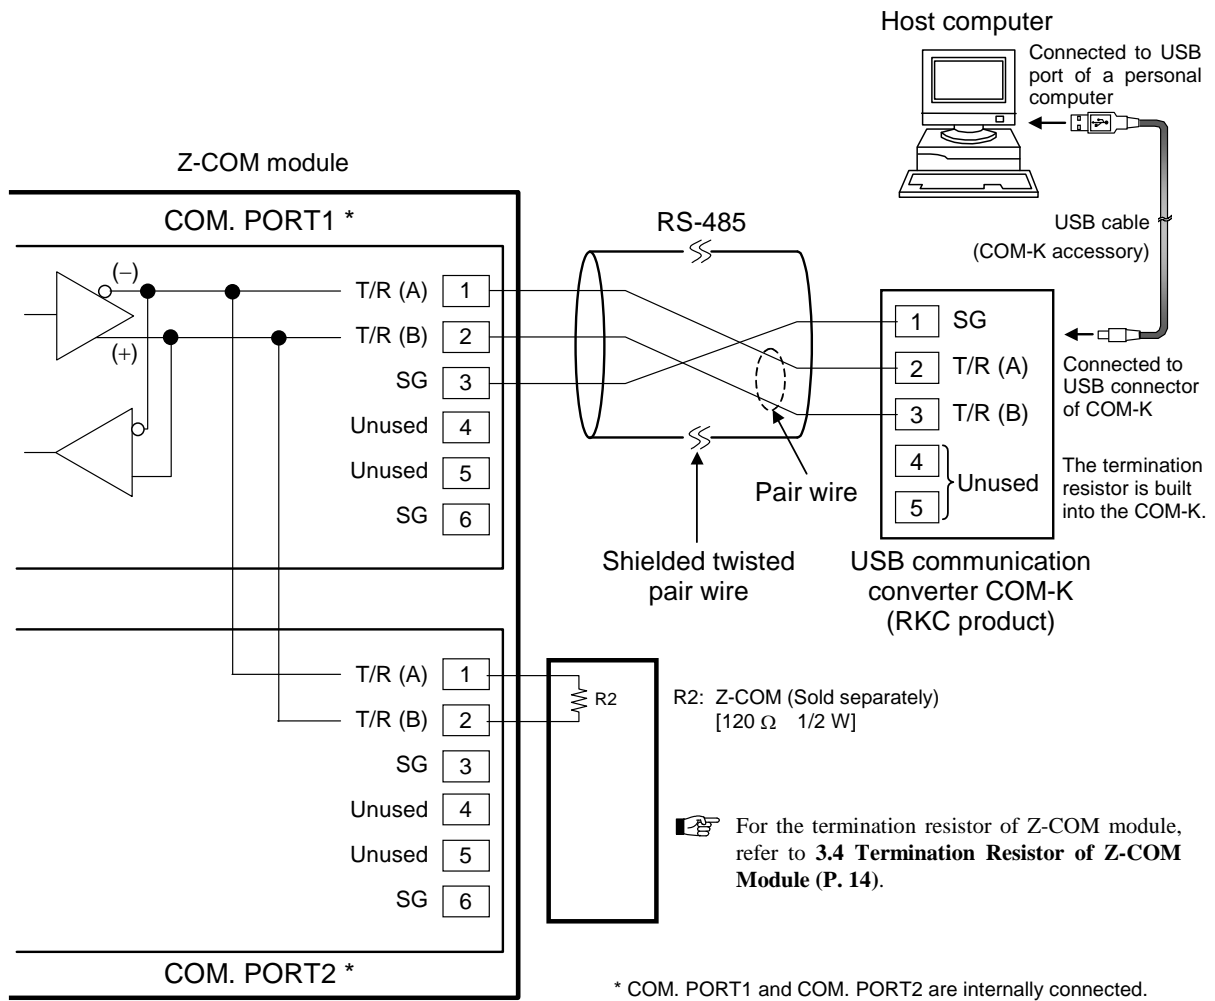 Host computer
Connected to USB
port of a personal
computer
Z-COM module
COM. PORT1 *
RS-485
USB cable
(COM-K accessory)
(−)
(+)
T/R (A) 1
T/R (B) 2
SG 3
Unused 4
Unused 5
SG 6
1 SG
2 T/R (A)
3 T/R (B)
4
5
Unused
Connected to
USB connector
of COM-K
The termination
resistor is built
into the COM-K.
Pair wire
Shielded twisted
pair wire
USB communication
converter COM-K
(RKC product)
T/R (A) 1
T/R (B) 2
SG 3
Unused 4
Unused 5
SG 6
R2
R2: Z-COM (Sold separately)
[120 Ω 1/2 W]
For the termination resistor of Z-COM module,
refer to 3.4 Termination Resistor of Z-COM
Module (P. 14).
COM. PORT2 *
* COM. PORT1 and COM. PORT2 are internally connected.